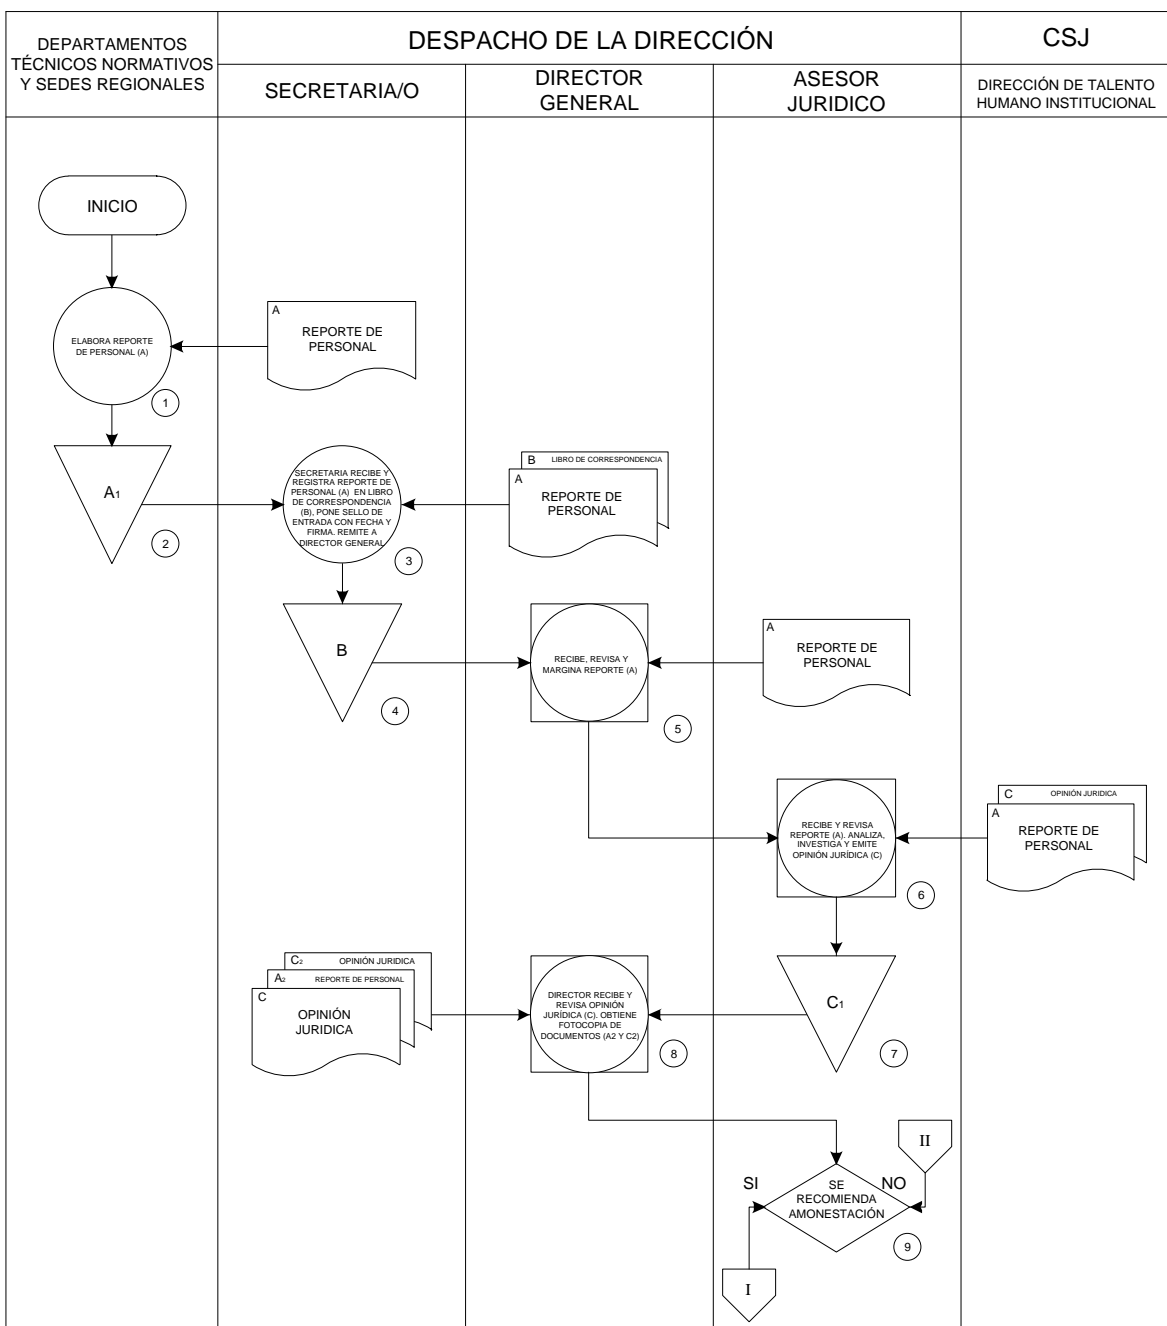 DEPARTAMENTOS
TÉCNICOS NORMATIVOS
Y SEDES REGIONALES
DESPACHO DE LA DIRECCIÓN
CSJ
SECRETARIA/O
DIRECTOR
GENERAL
ASESOR
JURIDICO
DIRECCIÓN DE TALENTO
HUMANO INSTITUCIONAL
INICIO
ELABORA REPORTE
DE PERSONAL (A)
1
A
REPORTE DE
PERSONAL
A1
2
SECRETARIA RECIBE Y
REGISTRA REPORTE DE
PERSONAL (A) EN LIBRO
DE CORRESPONDENCIA
(B), PONE SELLO DE
ENTRADA CON FECHA Y
FIRMA. REMITE A
DIRECTOR GENERAL
3
B LIBRO DE CORRESPONDENCIA
A
REPORTE DE
PERSONAL
B
4
RECIBE, REVISA Y
MARGINA REPORTE (A)
5
A
REPORTE DE
PERSONAL
RECIBE Y REVISA
REPORTE (A). ANALIZA,
INVESTIGA Y EMITE
OPINIÓN JURÍDICA (C)
6
C OPINIÓN JURIDICA
A
REPORTE DE
PERSONAL
C2 OPINIÓN JURIDICA
A2 REPORTE DE PERSONAL
C
OPINIÓN
JURIDICA
DIRECTOR RECIBE Y
REVISA OPINIÓN
JURÍDICA (C). OBTIENE
FOTOCOPIA DE
DOCUMENTOS (A2 Y C2)
8
C1
7
II
SI
NO
SE
RECOMIENDA
AMONESTACIÓN
9
I